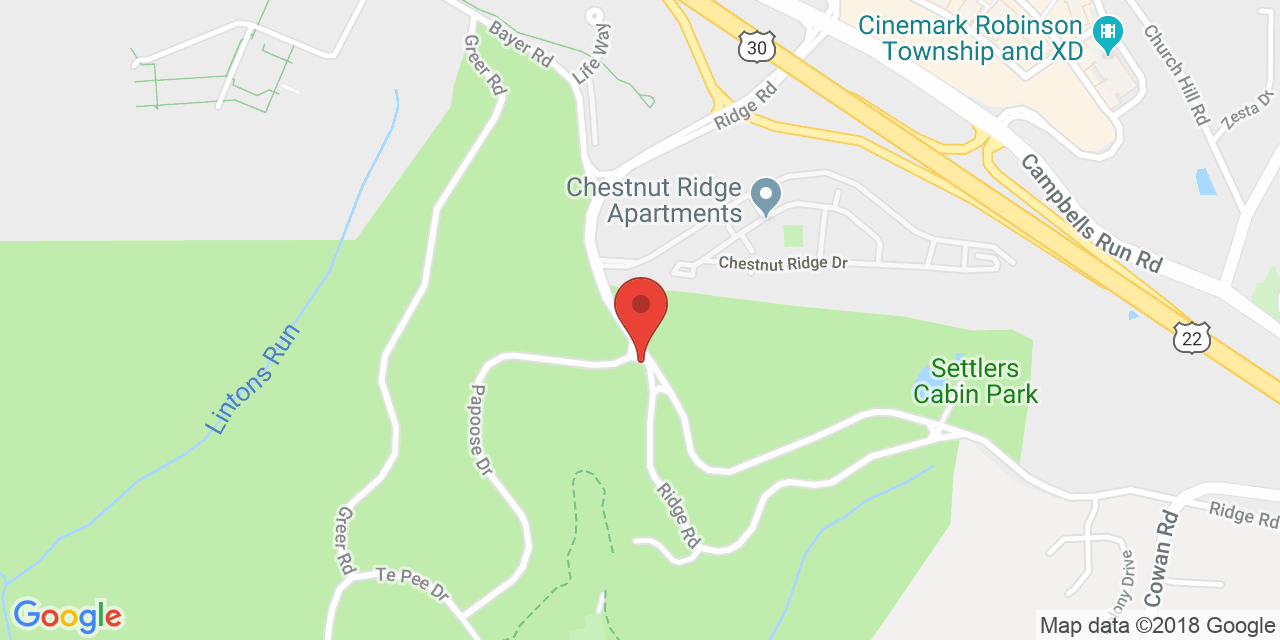 Cinemark Robinson
Township and XD
30
Bayer Rd
Life Way
Greer Rd
Ridge Rd
Church Hill Rd
Zesta Dr
Campbells Run Rd
Chestnut Ridge
Apartments
Chestnut Ridge Dr
22
Lintons Run
Settlers
Cabin Park
Papoose Dr
Ridge Rd
Greer Rd
Te Pee Dr
Ridge Rd
Cowan Rd
Drive
Google
Map data ©2018 Google